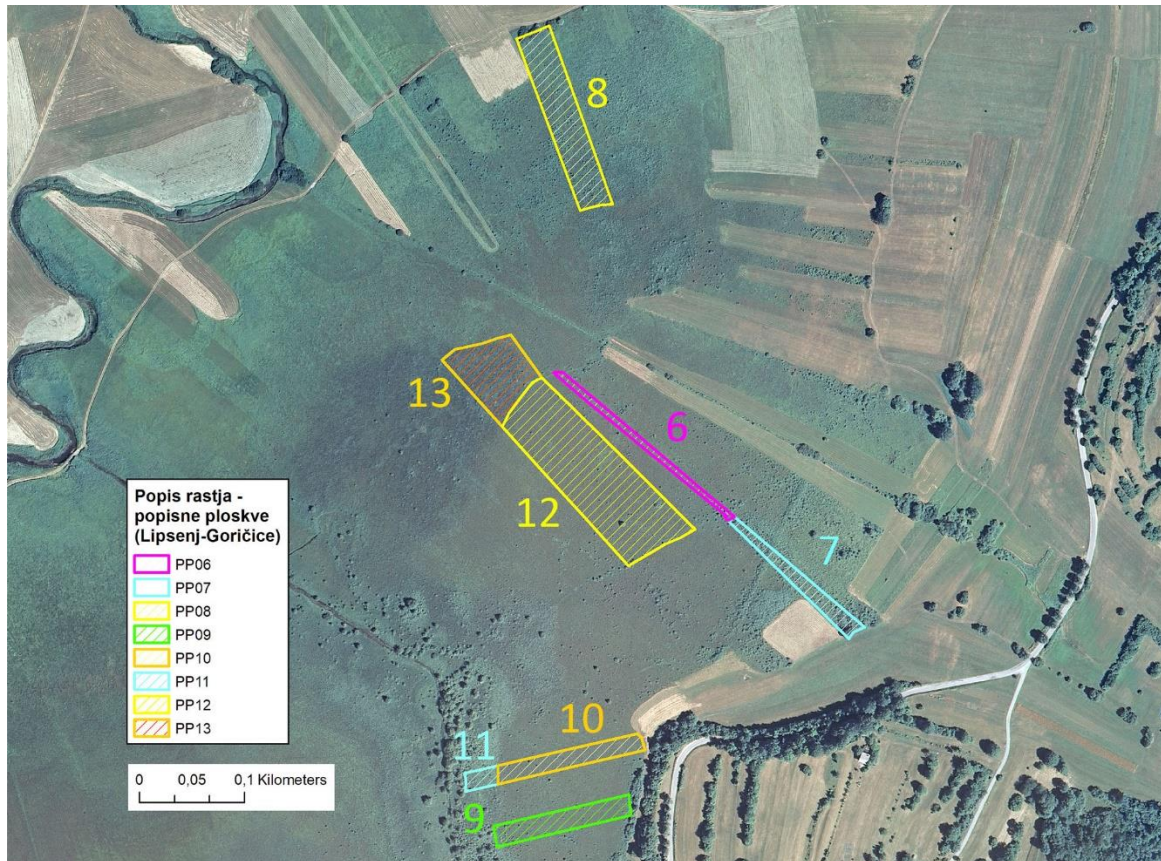 8
6
13
12
7
Popis rastja -
popisne ploskve
(Lipsenj-Goričice)
PP06
PP07
PP08
PP09
PP10
PP11
PP12
PP13
10
11
0 0,05 0,1 Kilometers
9